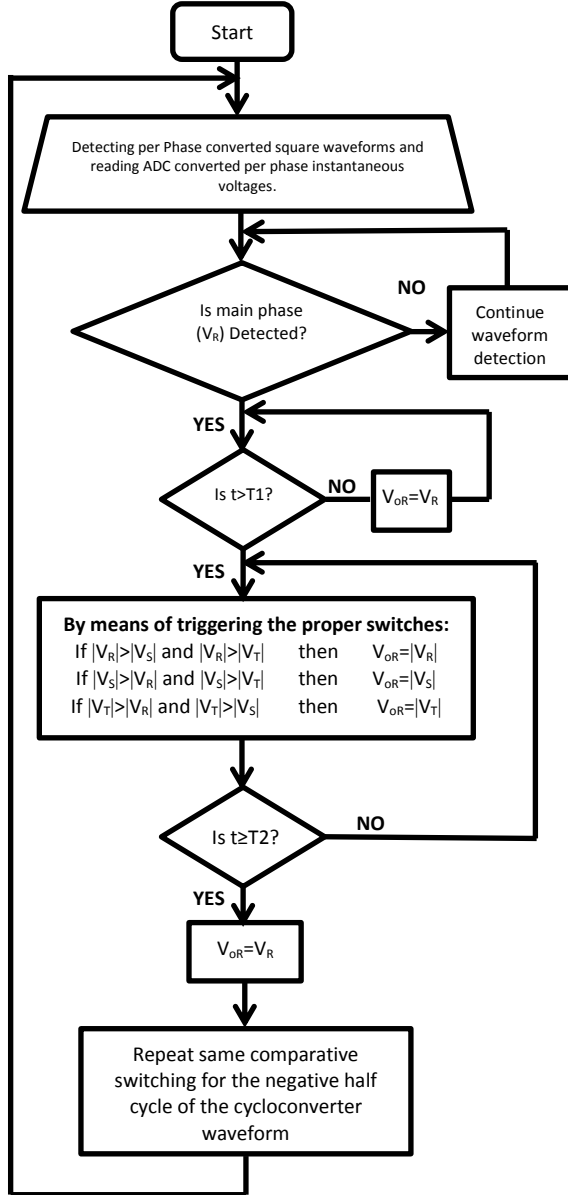 Start
Detecting per Phase converted square waveforms and
reading ADC converted per phase instantaneous
voltages.
Is main phase
(VR) Detected?
NO
Continue
waveform
detection
YES
Is t>T1?
NO
VoR=VR
YES
By means of triggering the proper switches:
If |VR|>|VS| and |VR|>|VT| then VoR=|VR|
If |VS|>|VR| and |VS|>|VT| then VoR=|VS|
If |VT|>|VR| and |VT|>|VS| then VoR=|VT|
Is t≥T2?
NO
YES
VoR=VR
Repeat same comparative
switching for the negative half
cycle of the cycloconverter
waveform